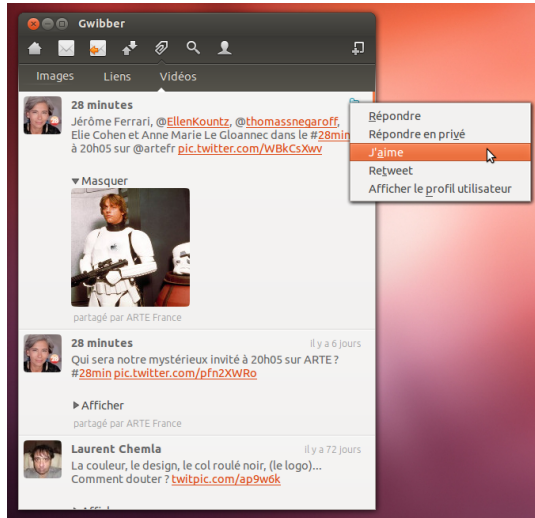 Gwibber
Images Liens Vidéos
28 minutes
Jérôme Ferrari, @EllenKountz, @thomassnegaroff,
Elie Cohen et Anne Marie Le Gloannec dans le #28min
à 20h05 sur @artefr pic.twitter.com/WBkCsXwv
Masquer
partagé par ARTE France
Répondre
Répondre en privé
J'aime
Retweet
Afficher le profil utilisateur
28 minutes Il y a 6 jours
Qui sera notre mystérieux invité à 20h05 sur ARTE ?
#28min pic.twitter.com/pfn2XWRo
Afficher
partagé par ARTE France
Laurent Chemla Il y a 72 jours
La couleur, le design, le col roulé noir, (le logo)...
Comment douter ? twitpic.com/ap9w6k